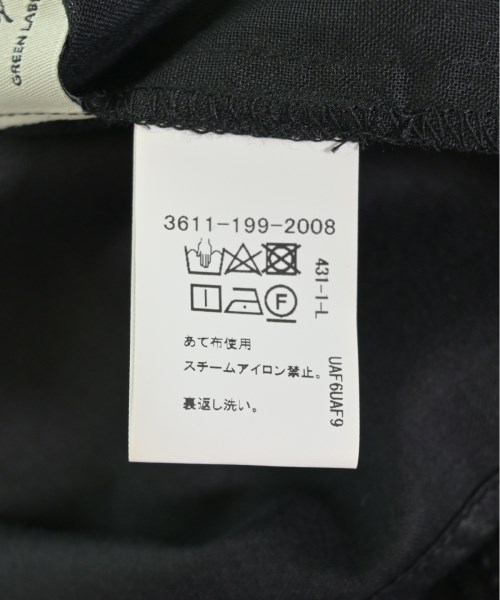 GREEN LABE
3611-199-2008
F
431-1-L
あて布使用
スチームアイロン禁止。
裏返し洗い。
UAF6UAF9